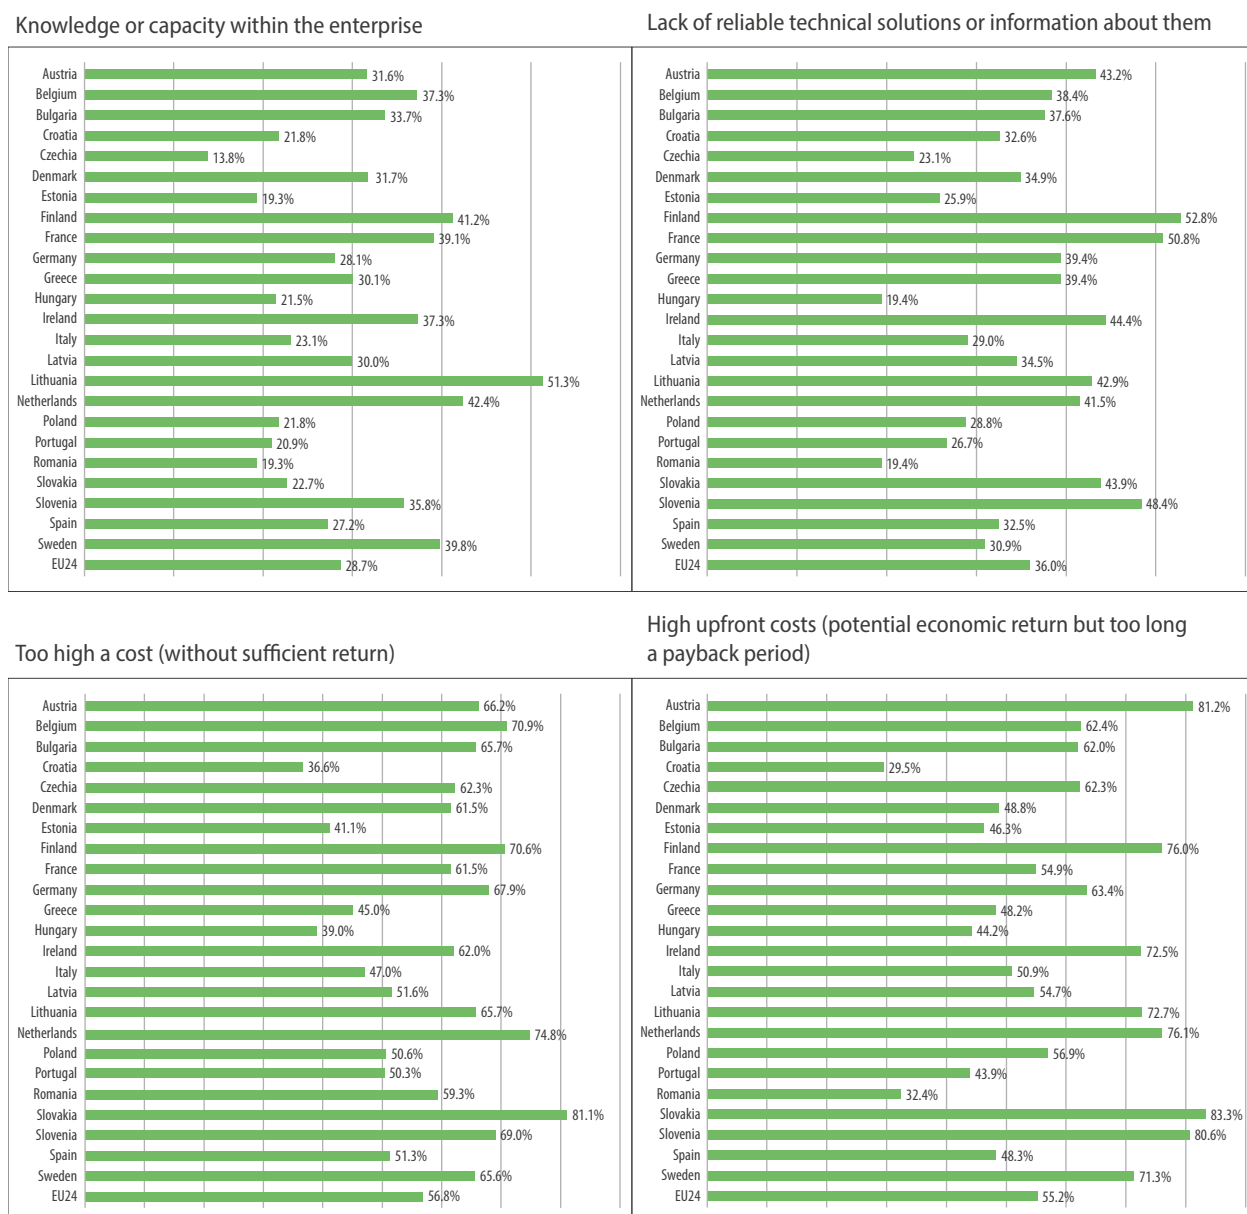 Knowledge or capacity within the enterprise
Austria 31.6%
Belgium 37.3%
Bulgaria 33.7%
Croatia 21.8%
Czechia 13.8%
Denmark 31.7%
Estonia 19.3%
Finland 41.2%
France 39.1%
Germany 28.1%
Greece 30.1%
Hungary 21.5%
Ireland 37.3%
Italy 23.1%
Latvia 30.0%
Lithuania 51.3%
Netherlands 42.4%
Poland 21.8%
Portugal 20.9%
Romania 19.3%
Slovakia 22.7%
Slovenia 35.8%
Spain 27.2%
Sweden 39.8%
EU24 28.7%
Lack of reliable technical solutions or information about them
Austria 43.2%
Belgium 38.4%
Bulgaria 37.6%
Croatia 32.6%
Czechia 23.1%
Denmark 34.9%
Estonia 25.9%
Finland 52.8%
France 50.8%
Germany 39.4%
Greece 39.4%
Hungary 19.4%
Ireland 44.4%
Italy 29.0%
Latvia 34.5%
Lithuania 42.9%
Netherlands 41.5%
Poland 28.8%
Portugal 26.7%
Romania 19.4%
Slovakia 43.9%
Slovenia 48.4%
Spain 32.5%
Sweden 30.9%
EU24 36.0%
Too high a cost (without sufficient return)
Austria 66.2%
Belgium 70.9%
Bulgaria 65.7%
Croatia 36.6%
Czechia 62.3%
Denmark 61.5%
Estonia 41.1%
Finland 70.6%
France 61.5%
Germany 67.9%
Greece 45.0%
Hungary 39.0%
Ireland 62.0%
Italy 47.0%
Latvia 51.6%
Lithuania 65.7%
Netherlands 74.8%
Poland 50.6%
Portugal 50.3%
Romania 59.3%
Slovakia 81.1%
Slovenia 69.0%
Spain 51.3%
Sweden 65.6%
EU24 56.8%
High upfront costs (potential economic return but too long
a payback period)
Austria 81.2%
Belgium 62.4%
Bulgaria 62.0%
Croatia 29.5%
Czechia 62.3%
Denmark 48.8%
Estonia 46.3%
Finland 76.0%
France 54.9%
Germany 63.4%
Greece 48.2%
Hungary 44.2%
Ireland 72.5%
Italy 50.9%
Latvia 54.7%
Lithuania 72.7%
Netherlands 76.1%
Poland 56.9%
Portugal 43.9%
Romania 32.4%
Slovakia 83.3%
Slovenia 80.6%
Spain 48.3%
Sweden 71.3%
EU24 55.2%